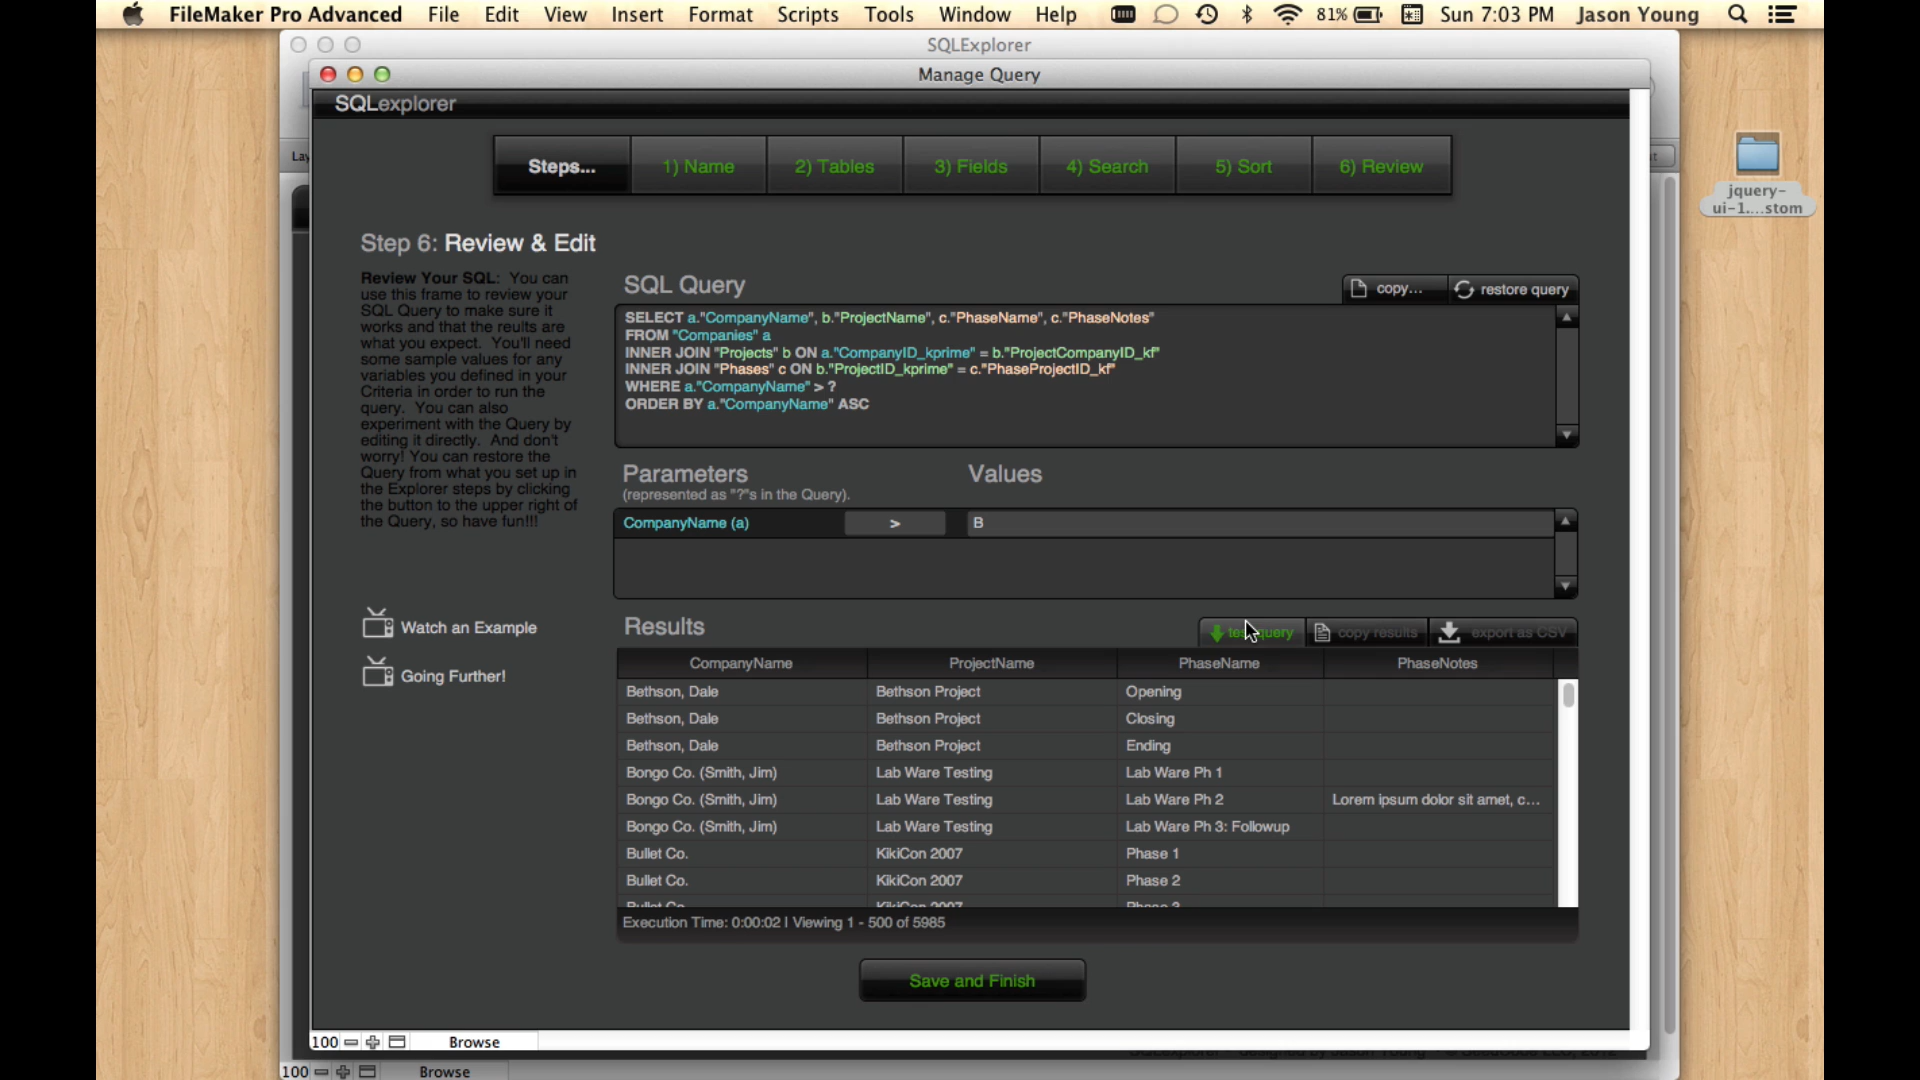 FileMaker Pro Advanced File Edit View Insert Format Scripts Tools Window Help 81% Sun 7:03 PM Jason Young
SQLExplorer
Manage Query
SQLexplorer
Lay
Steps... 1) Name 2) Tables 3) Fields 4) Search 5) Sort 6) Review
jquery-
ui-1....stom
Step 6: Review & Edit
Review Your SQL: You can
use this frame to review your
SQL Query to make sure it
works and that the reults are
what you expect. You'll need
some sample values for any
variables you defined in your
Criteria in order to run the
query. You can also
experiment with the Query by
editing it directly. And don't
worry! You can restore the
Query from what you set up in
the Explorer steps by clicking
the button to the upper right of
the Query, so have fun!!!
Watch an Example
Going Further!
SQL Query
copy... restore query
SELECT a."CompanyName", b."ProjectName", c."PhaseName", c."PhaseNotes"
FROM "Companies" a
INNER JOIN "Projects" b ON a."CompanyID_kprime" = b."ProjectCompanyID_kf"
INNER JOIN "Phases" c ON b."ProjectID_kprime" = c."PhaseProjectID_kf"
WHERE a."CompanyName" > ?
ORDER BY a."CompanyName" ASC
Parameters Values
(represented as "?"s in the Query).
CompanyName (a) > B
Results
query copy results export as CSV
CompanyName ProjectName PhaseName PhaseNotes
Bethson, Dale Bethson Project Opening
Bethson, Dale Bethson Project Closing
Bethson, Dale Bethson Project Ending
Bongo Co. (Smith, Jim) Lab Ware Testing Lab Ware Ph 1
Bongo Co. (Smith, Jim) Lab Ware Testing Lab Ware Ph 2 Lorem ipsum dolor sit amet, c...
Bongo Co. (Smith, Jim) Lab Ware Testing Lab Ware Ph 3: Followup
Bullet Co. KikiCon 2007 Phase 1
Bullet Co. KikiCon 2007 Phase 2
Bullet Co. KikiCon 2007 Phase 3
Execution Time: 0:00:02 | Viewing 1 - 500 of 5985
Save and Finish
100 Browse
100 Browse